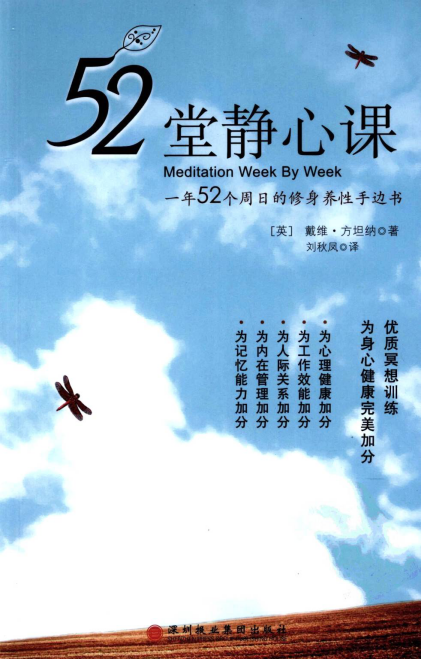 52堂静心课
Meditation Week By Week
一年52个周日的修身养性手边书
[英] 戴维·方坦纳◎著
刘秋凤◎译
优质冥想训练
为身心健康完美加分
·为心理健康加分
·为工作效能加分
·为人际关系加分
·为内在管理加分
·为记忆能力加分
深圳报业集团出版社